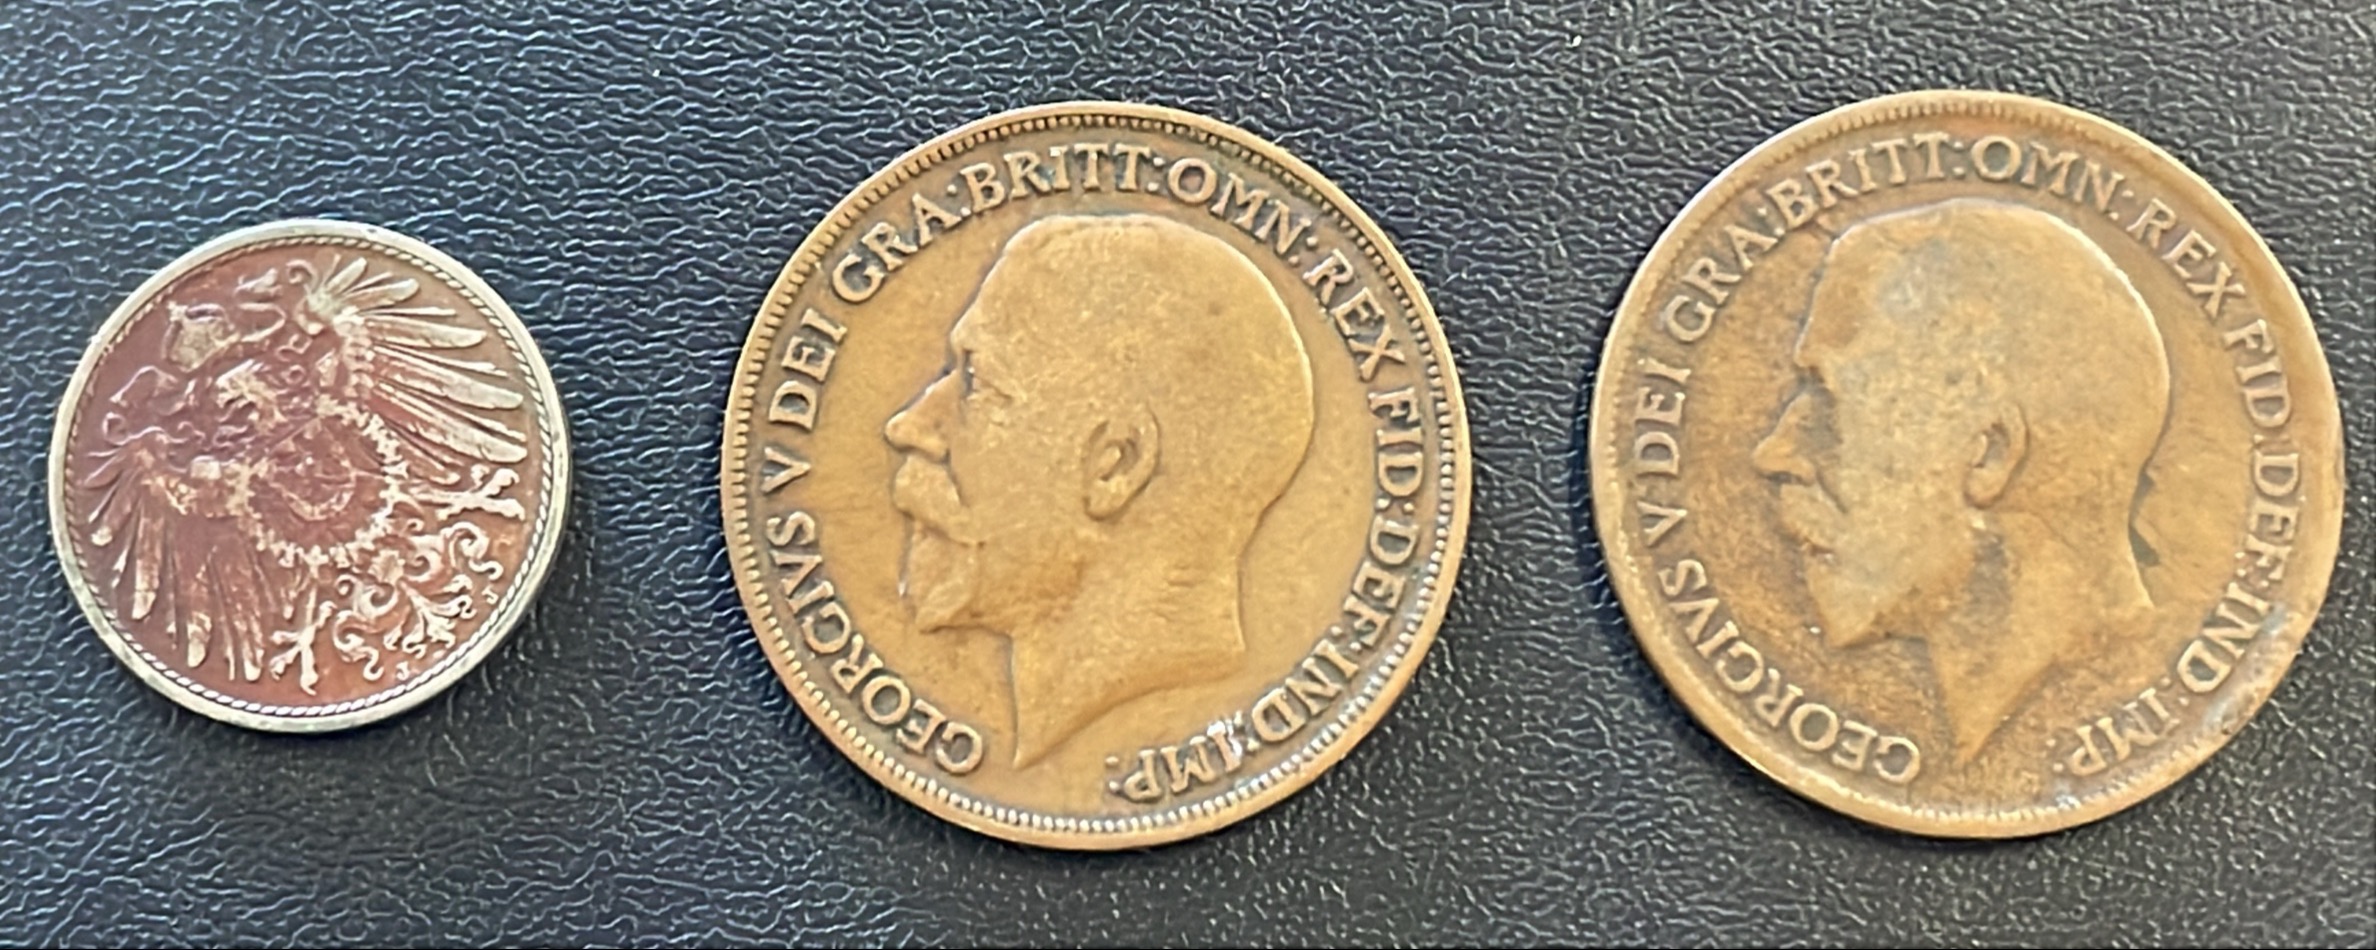 J J
GEORGIVS V DEI GRA:BRITT:OMN:REX FID:DEF:IND:IMP:
GEORGIVS V DEI GRA:BRITT:OMN:REX FID:DEF:IND:IMP: